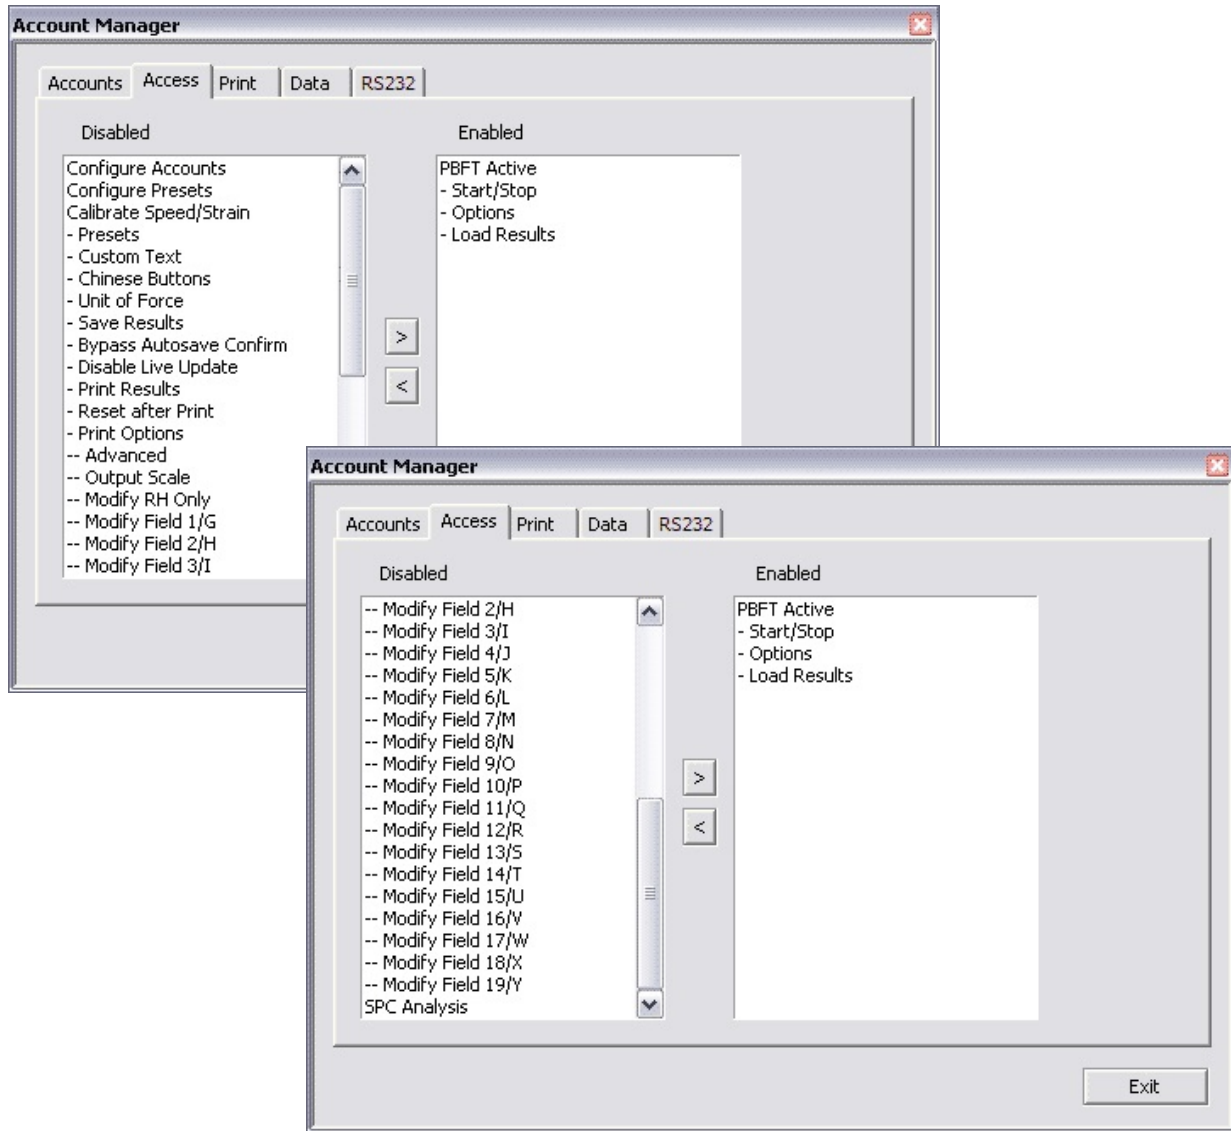 Account Manager
Accounts Access Print Data RS232
Disabled
Configure Accounts
Configure Presets
Calibrate Speed/Strain
- Presets
- Custom Text
- Chinese Buttons
- Unit of Force
- Save Results
- Bypass Autosave Confirm
- Disable Live Update
- Print Results
- Reset after Print
- Print Options
-- Advanced
-- Output Scale
-- Modify RH Only
-- Modify Field 1/G
-- Modify Field 2/H
-- Modify Field 3/I
>
<
Enabled
PBFT Active
- Start/Stop
- Options
- Load Results
Account Manager
Accounts Access Print Data RS232
Disabled
-- Modify Field 2/H
-- Modify Field 3/I
-- Modify Field 4/J
-- Modify Field 5/K
-- Modify Field 6/L
-- Modify Field 7/M
-- Modify Field 8/N
-- Modify Field 9/O
-- Modify Field 10/P
-- Modify Field 11/Q
-- Modify Field 12/R
-- Modify Field 13/S
-- Modify Field 14/T
-- Modify Field 15/U
-- Modify Field 16/V
-- Modify Field 17/W
-- Modify Field 18/X
-- Modify Field 19/Y
SPC Analysis
>
<
Enabled
PBFT Active
- Start/Stop
- Options
- Load Results
Exit